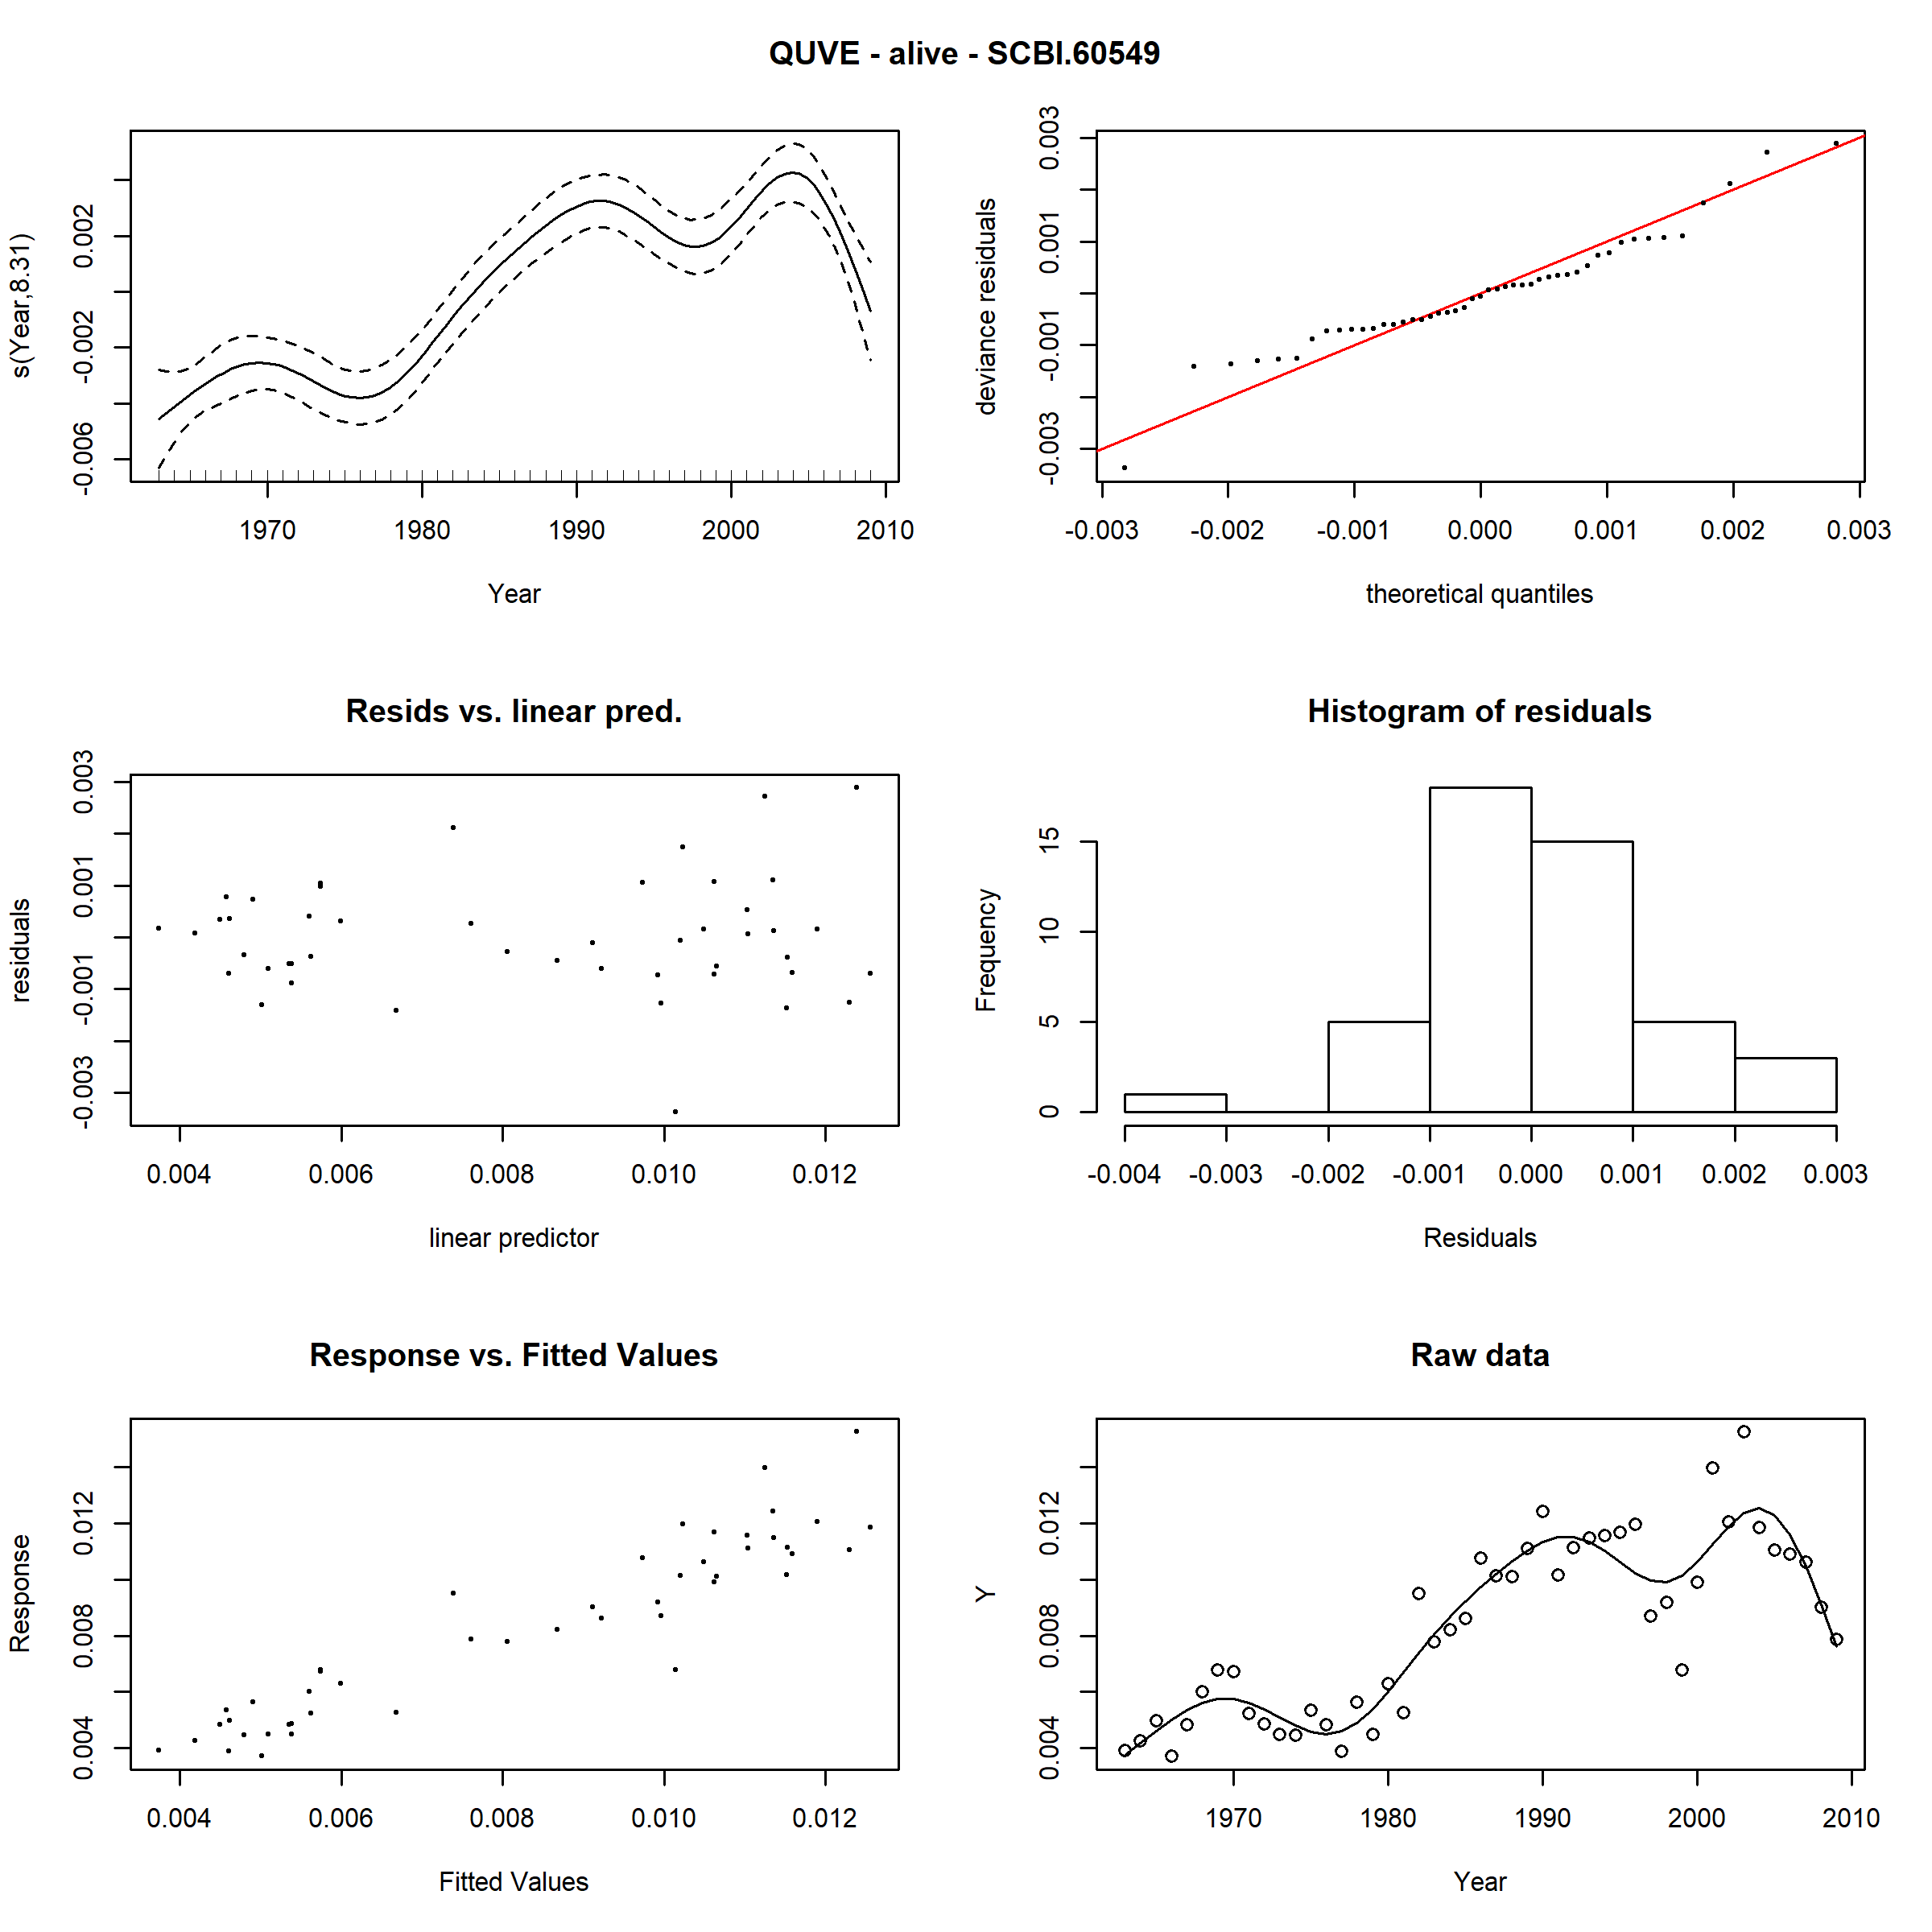 QUVE - alive - SCBI.60549
s(Year,8.31)
-0.006 -0.002 0.002
1970 1980 1990 2000 2010
Year
deviance residuals
-0.003 -0.001 0.001 0.003
-0.003 -0.002 -0.001 0.000 0.001 0.002 0.003
theoretical quantiles
Resids vs. linear pred.
residuals
-0.003 -0.001 0.001 0.003
0.004 0.006 0.008 0.010 0.012
linear predictor
Histogram of residuals
Frequency
0 5 10 15
-0.004 -0.003 -0.002 -0.001 0.000 0.001 0.002 0.003
Residuals
Response vs. Fitted Values
Response
0.004 0.008 0.012
0.004 0.006 0.008 0.010 0.012
Fitted Values
Raw data
Y
0.004 0.008 0.012
1970 1980 1990 2000 2010
Year